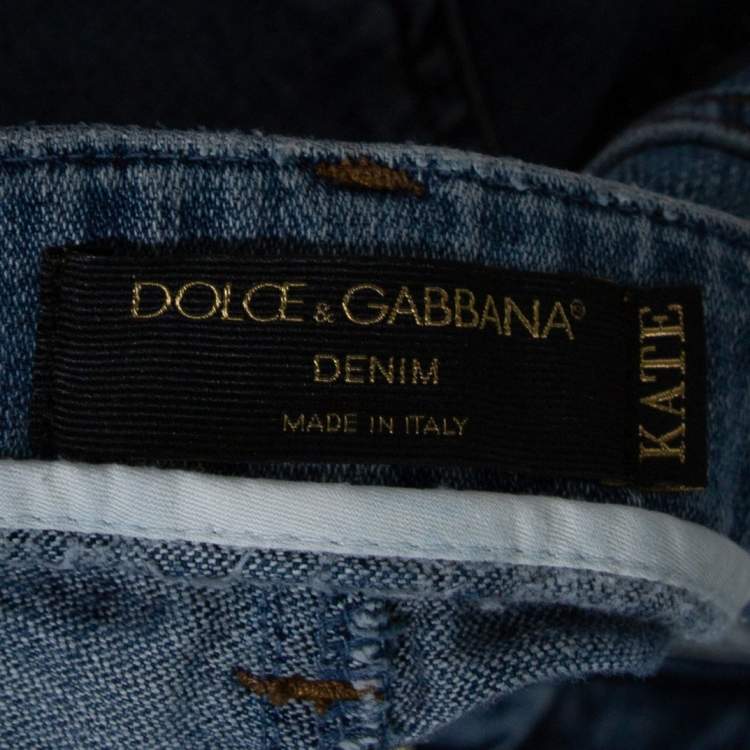 DOLCE & GABBANA®
DENIM
MADE IN ITALY
KATE